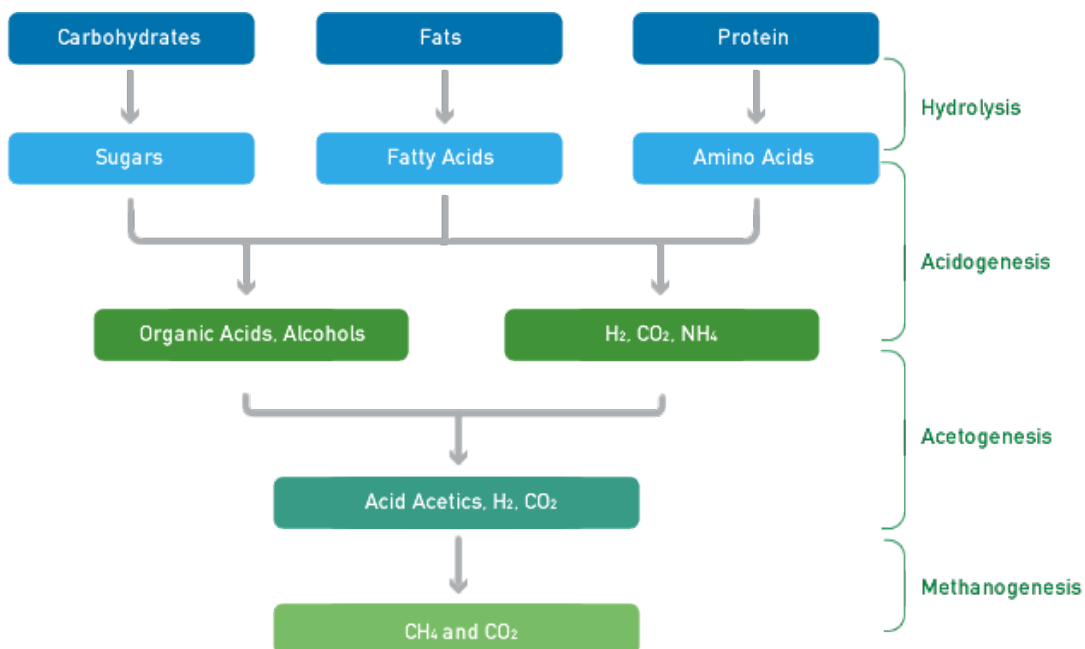 Carbohydrates
Fats
Protein
Hydrolysis
Sugars
Fatty Acids
Amino Acids
Acidogenesis
Organic Acids, Alcohols
H₂, CO₂, NH₄
Acetogenesis
Acid Acetics, H₂, CO₂
Methanogenesis
CH₄ and CO₂